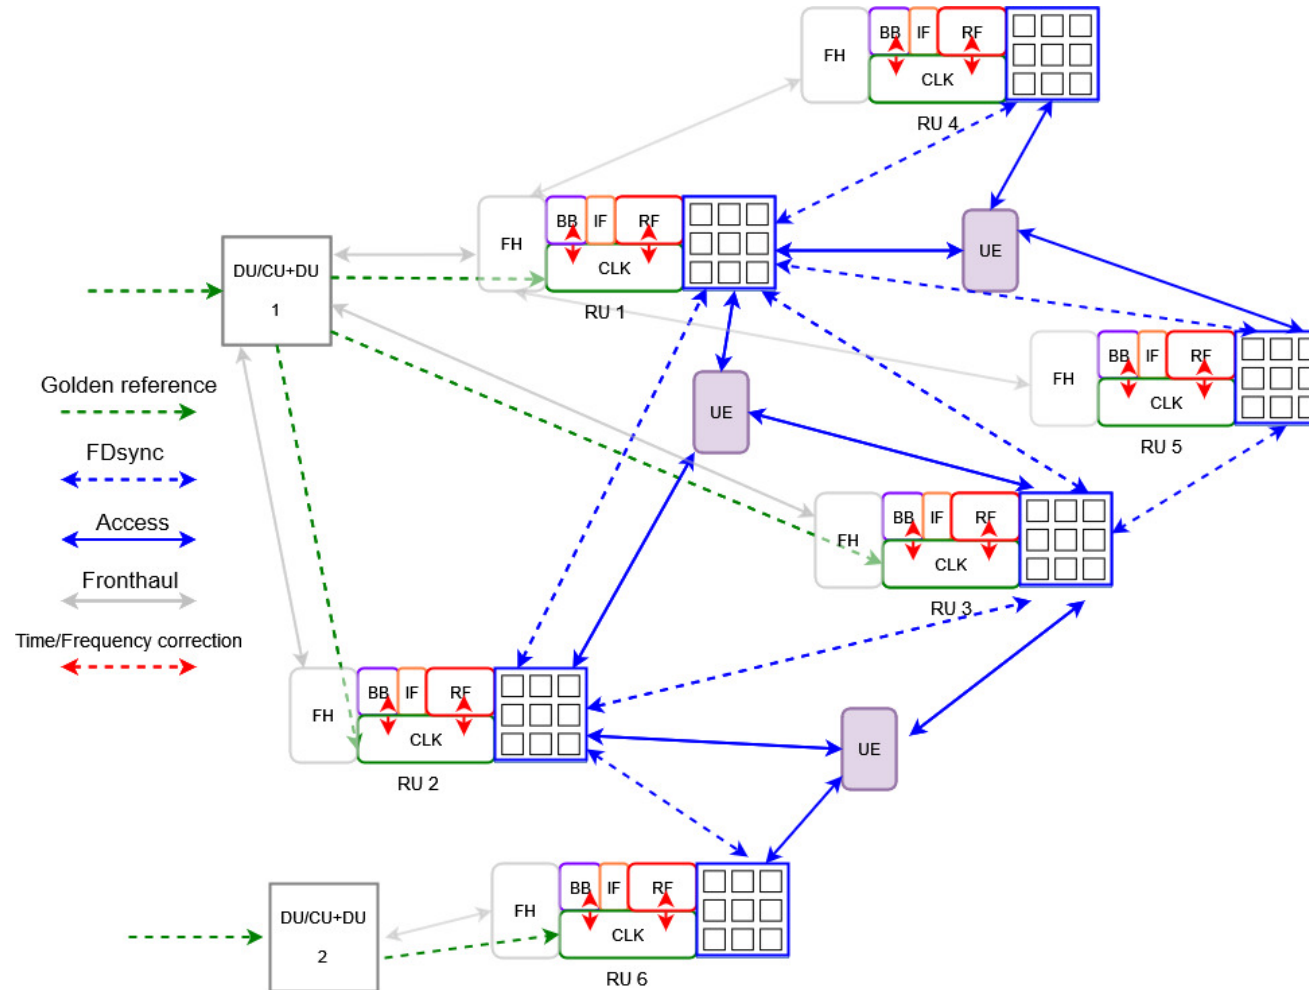 BB IF RF
FH
CLK
RU 4
BB IF RF
FH
CLK
RU 1
UE
DU/CU+DU
1
BB IF RF
FH
CLK
RU 5
Golden reference
UE
FDsync
BB IF RF
FH
CLK
RU 3
Access
Fronthaul
Time/Frequency correction
BB IF RF
FH
CLK
RU 2
UE
BB IF RF
FH
CLK
RU 6
DU/CU+DU
2